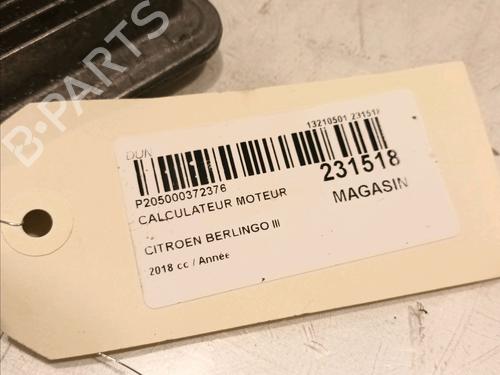 B-PARTS
DUN
13210501 231518
P205000372376
231518
CALCULATEUR MOTEUR
MAGASIN
CITROEN BERLINGO III
2018 cc / Année